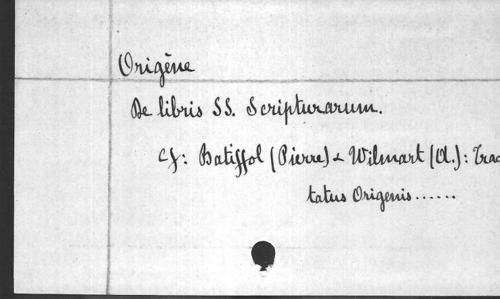 Origène
De libris SS. Scripturarum.
cf: Batiffol (Pierre) & Wilmart (A.): Trac
tatus Origenis......